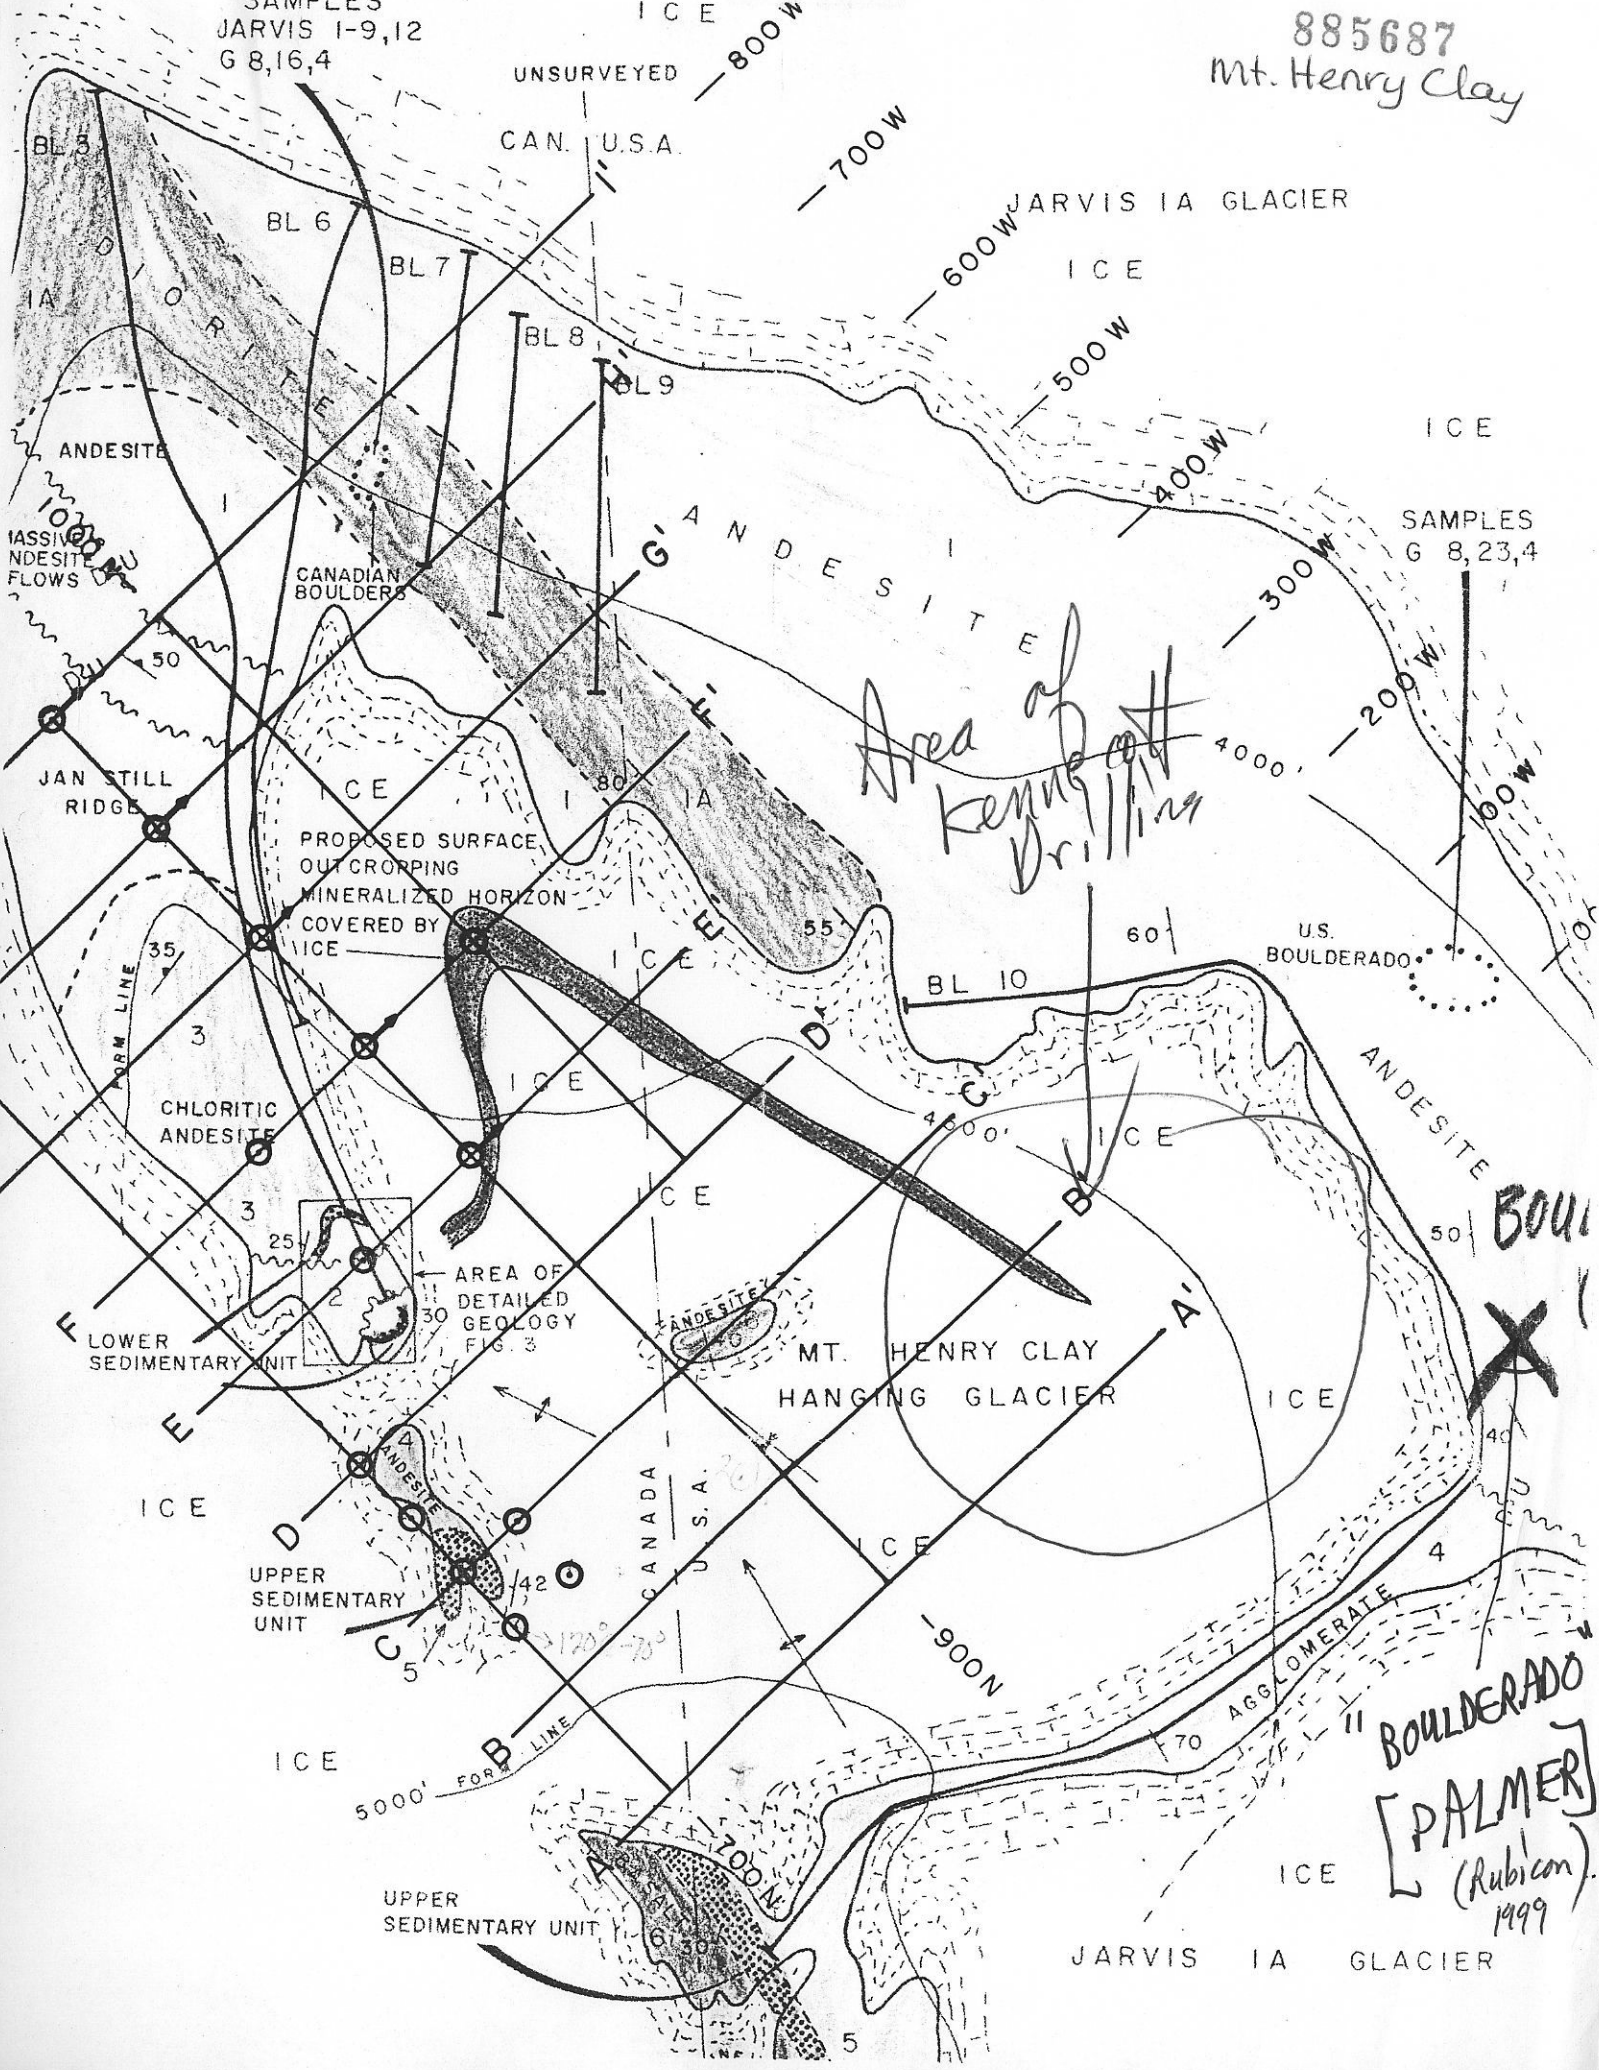 SAMPLES
JARVIS 1-9,12
G 8,16,4
ICE
800 W
885687
Mt. Henry Clay
UNSURVEYED
CAN. U.S.A.
700 W
I'
BL 3
BL 6
BL 7
BL 8
BL 9
H'
JARVIS IA GLACIER
ICE
600 W
500 W
ICE
400 W
DIORITE
IA
ANDESITE
I
MASSIVE
ANDESITE
FLOWS
CANADIAN
BOULDERS
G'
ANDESITE
I
SAMPLES
G 8,23,4
300 W
200 W
100 W
0
50
JAN STILL
RIDGE
ICE
80
I
IA
F'
Area of
Kennecott
Drilling
4000'
PROPOSED SURFACE
OUTCROPPING
MINERALIZED HORIZON
COVERED BY
ICE
ICE
E'
55
60
U.S.
BOULDERADO
BL 10
35
FORM LINE
3
D'
C'
ICE
ICE
ANDESITE
CHLORITIC
ANDESITE
ICE
B'
3
25
2
30
50
AREA OF
DETAILED
GEOLOGY
FIG. 3
F
LOWER
SEDIMENTARY UNIT
ANDESITE
A'
MT. HENRY CLAY
HANGING GLACIER
ICE
X
40
E
4
ANDESITE
ICE
D
CANADA
U.S.A.
ICE
U
4
UPPER
SEDIMENTARY
UNIT
42
C
5
120° -70°
-900 N
AGGLOMERATE
B
ICE
5000'
FORM LINE
70
"BOULDERADO"
[PALMER]
(Rubicon).
1999
A
700 N
BASALT
6
30
UPPER
SEDIMENTARY UNIT
ICE
JARVIS IA GLACIER
5